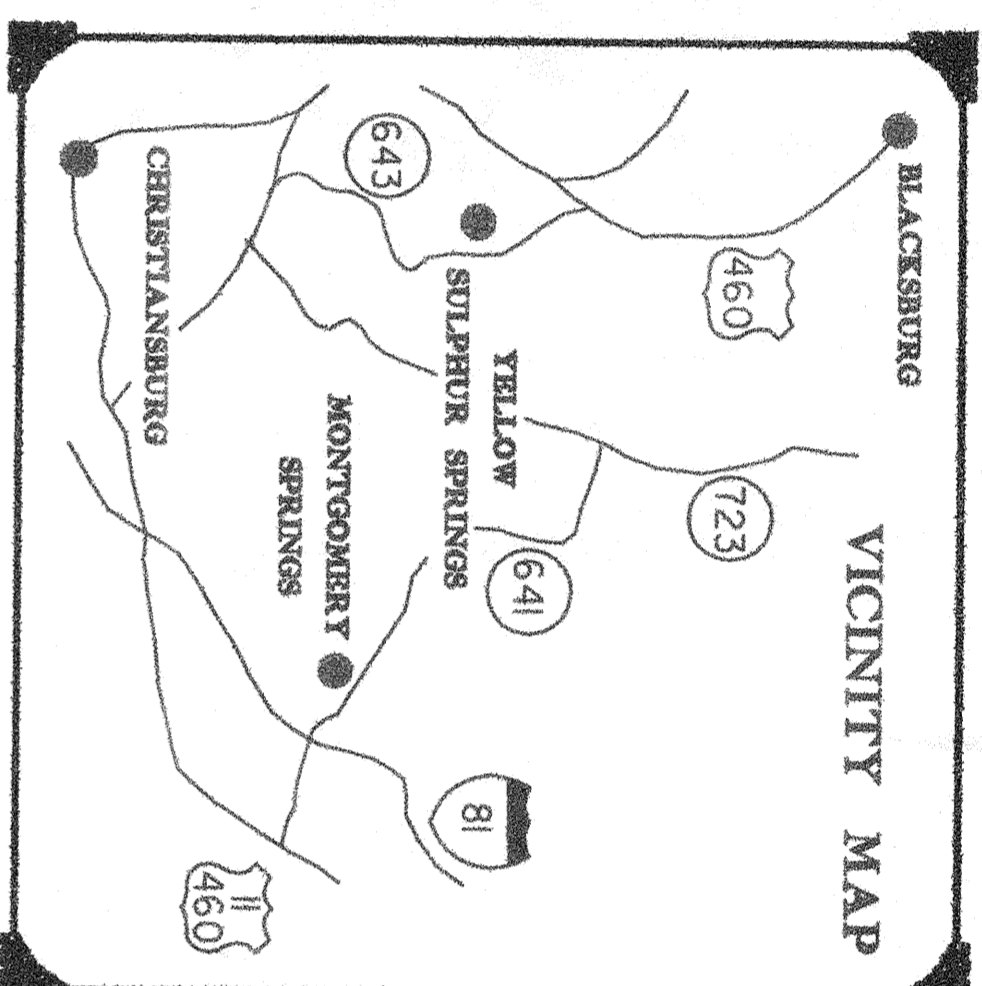 VICINITY MAP
BLACKSBURG
460
723
YELLOW
SULPHUR SPRINGS
641
643
81
MONTGOMERY
SPRINGS
CHRISTIANSBURG
11
460